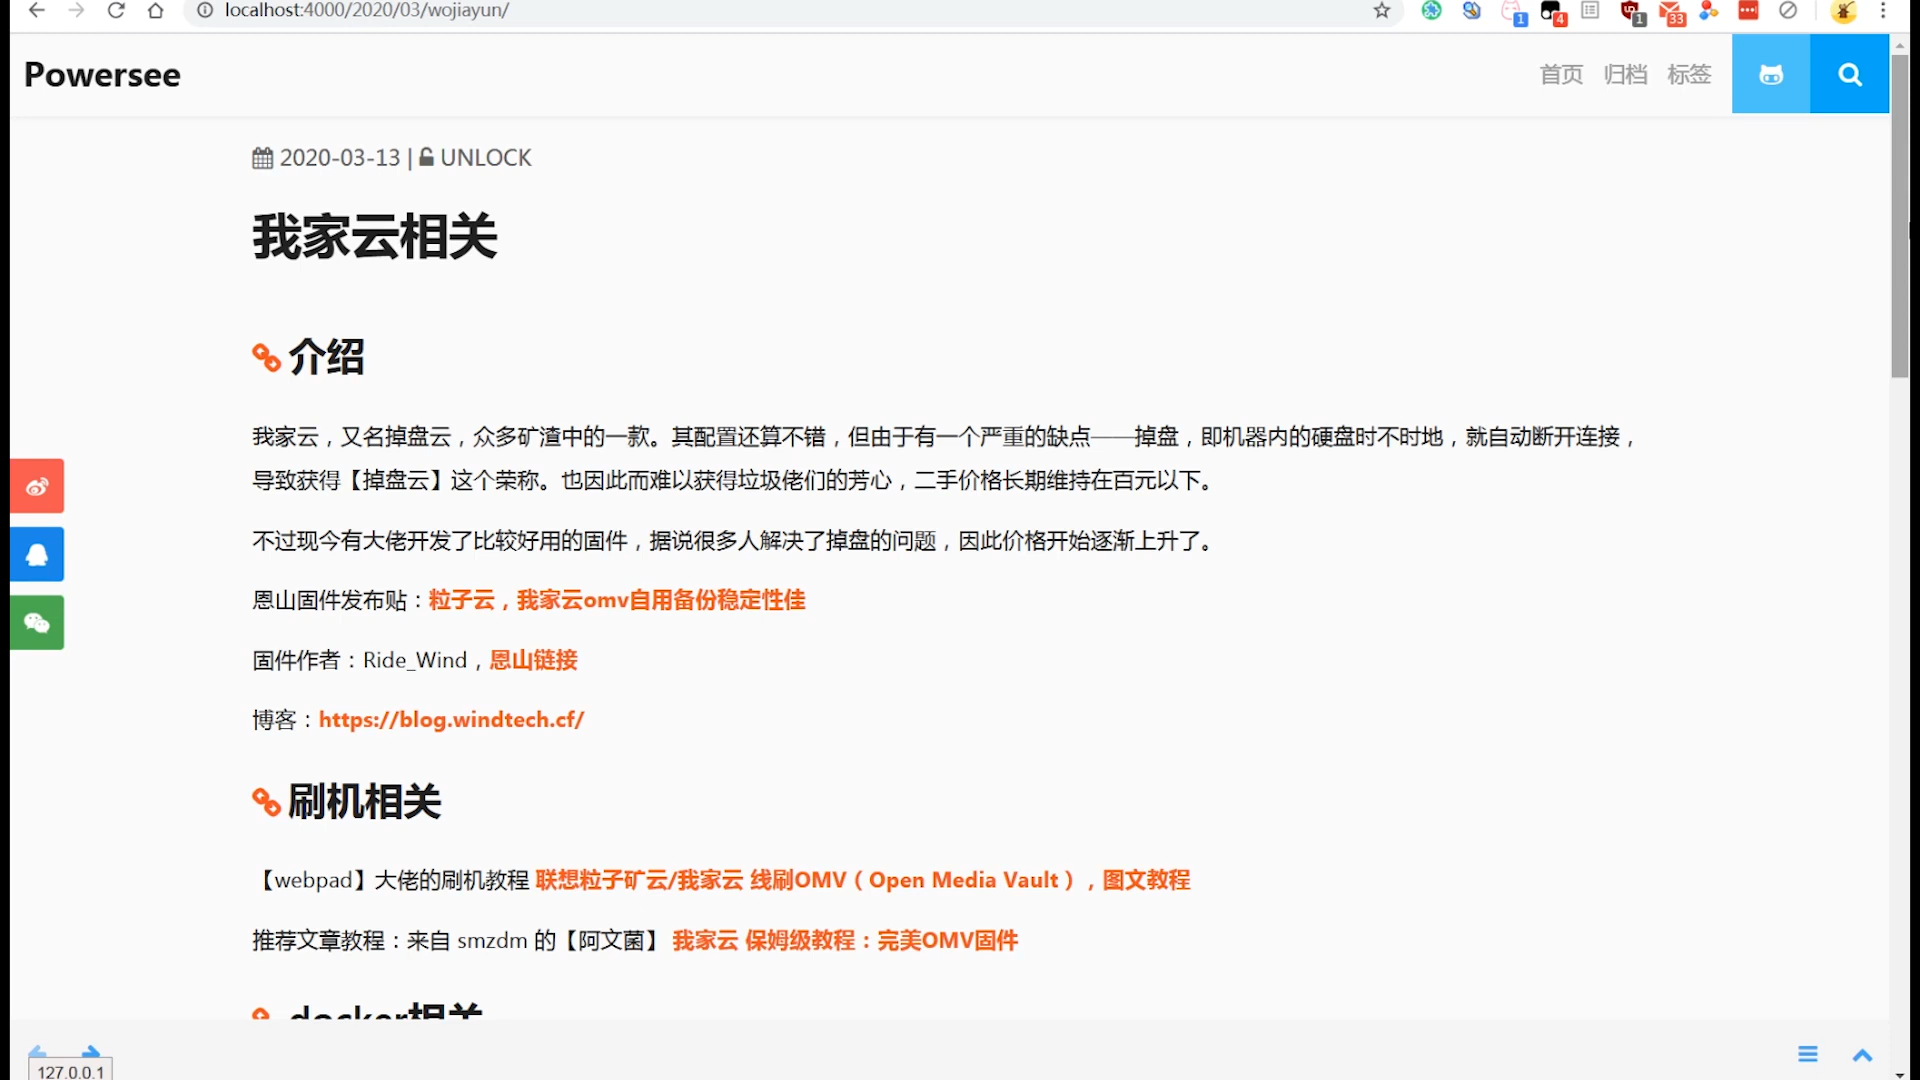 localhost:4000/2020/03/wojiayun/
1
4
1
33
Powersee
首页 归档 标签
2020-03-13 | UNLOCK
我家云相关
介绍
我家云，又名掉盘云，众多矿渣中的一款。其配置还算不错，但由于有一个严重的缺点——掉盘，即机器内的硬盘时不时地，就自动断开连接，
导致获得【掉盘云】这个荣称。也因此而难以获得垃圾佬们的芳心，二手价格长期维持在百元以下。
不过现今有大佬开发了比较好用的固件，据说很多人解决了掉盘的问题，因此价格开始逐渐上升了。
恩山固件发布贴：粒子云，我家云omv自用备份稳定性佳
固件作者：Ride_Wind，恩山链接
博客：https://blog.windtech.cf/
刷机相关
【webpad】大佬的刷机教程 联想粒子矿云/我家云 线刷OMV（Open Media Vault），图文教程
推荐文章教程：来自 smzdm 的【阿文菌】 我家云 保姆级教程：完美OMV固件
docker相关
127.0.0.1